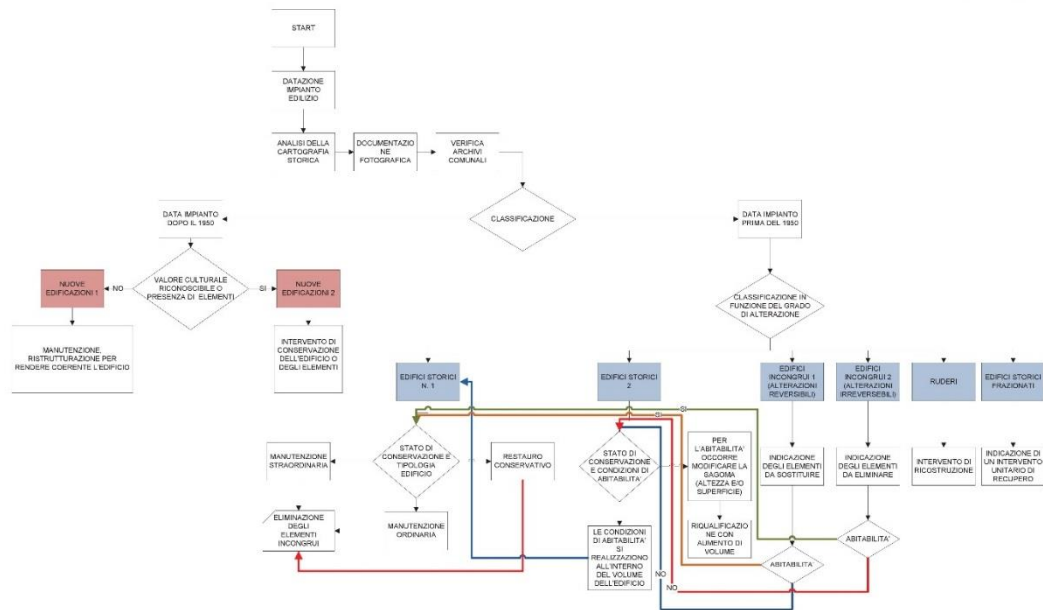 START
DATAZIONE
IMPIANTO
EDILIZIO
ANALISI DELLA
CARTOGRAFIA
STORICA
DOCUMENTAZIO
NE
FOTOGRAFICA
VERIFICA
ARCHIVI
COMUNALI
CLASSIFICAZIONE
DATA IMPIANTO
DOPO IL 1950
DATA IMPIANTO
PRIMA DEL 1950
VALORE CULTURALE
RICONOSCIBILE O
PRESENZA DI ELEMENTI
NO
SI
NUOVE
EDIFICAZIONI 1
NUOVE
EDIFICAZIONI 2
MANUTENZIONE,
RISTRUTTURAZIONE PER
RENDERE COERENTE L'EDIFICIO
INTERVENTO DI
CONSERVAZIONE
DELL'EDIFICIO O
DEGLI ELEMENTI
CLASSIFICAZIONE IN
FUNZIONE DEL GRADO
DI ALTERAZIONE
EDIFICI STORICI
N. 1
EDIFICI STORICI
2
EDIFICI
INCONGRUI 1
(ALTERAZIONI
REVERSIBILI)
EDIFICI
INCONGRUI 2
(ALTERAZIONI
IRREVERSEBILI)
RUDERI
EDIFICI STORICI
FRAZIONATI
SI
SI
MANUTENZIONE
STRAORDINARIA
STATO DI
CONSERVAZIONE E
TIPOLOGIA
EDIFICIO
RESTAURO
CONSERVATIVO
STATO DI
CONSERVAZIONE E
CONDIZIONI DI
ABITABILITA'
PER
L'ABITABILITA'
OCCORRE
MODIFICARE LA
SAGOMA
(ALTEZZA E/O
SUPERFICIE)
INDICAZIONE
DEGLI ELEMENTI
DA SOSTITUIRE
INDICAZIONE
DEGLI ELEMENTI
DA ELIMINARE
INTERVENTO DI
RICOSTRUZIONE
INDICAZIONE DI
UN INTERVENTO
UNITARIO DI
RECUPERO
ELIMINAZIONE
DEGLI
ELEMENTI
INCONGRUI
MANUTENZIONE
ORDINARIA
LE CONDIZIONI
DI ABITABILITA'
SI
REALIZZAZIONO
ALL'INTERNO
DEL VOLUME
DELL'EDIFICIO
RIQUALIFICAZIO
NE CON
AUMENTO DI
VOLUME
ABITABILITA'
ABITABILITA'
NO
NO